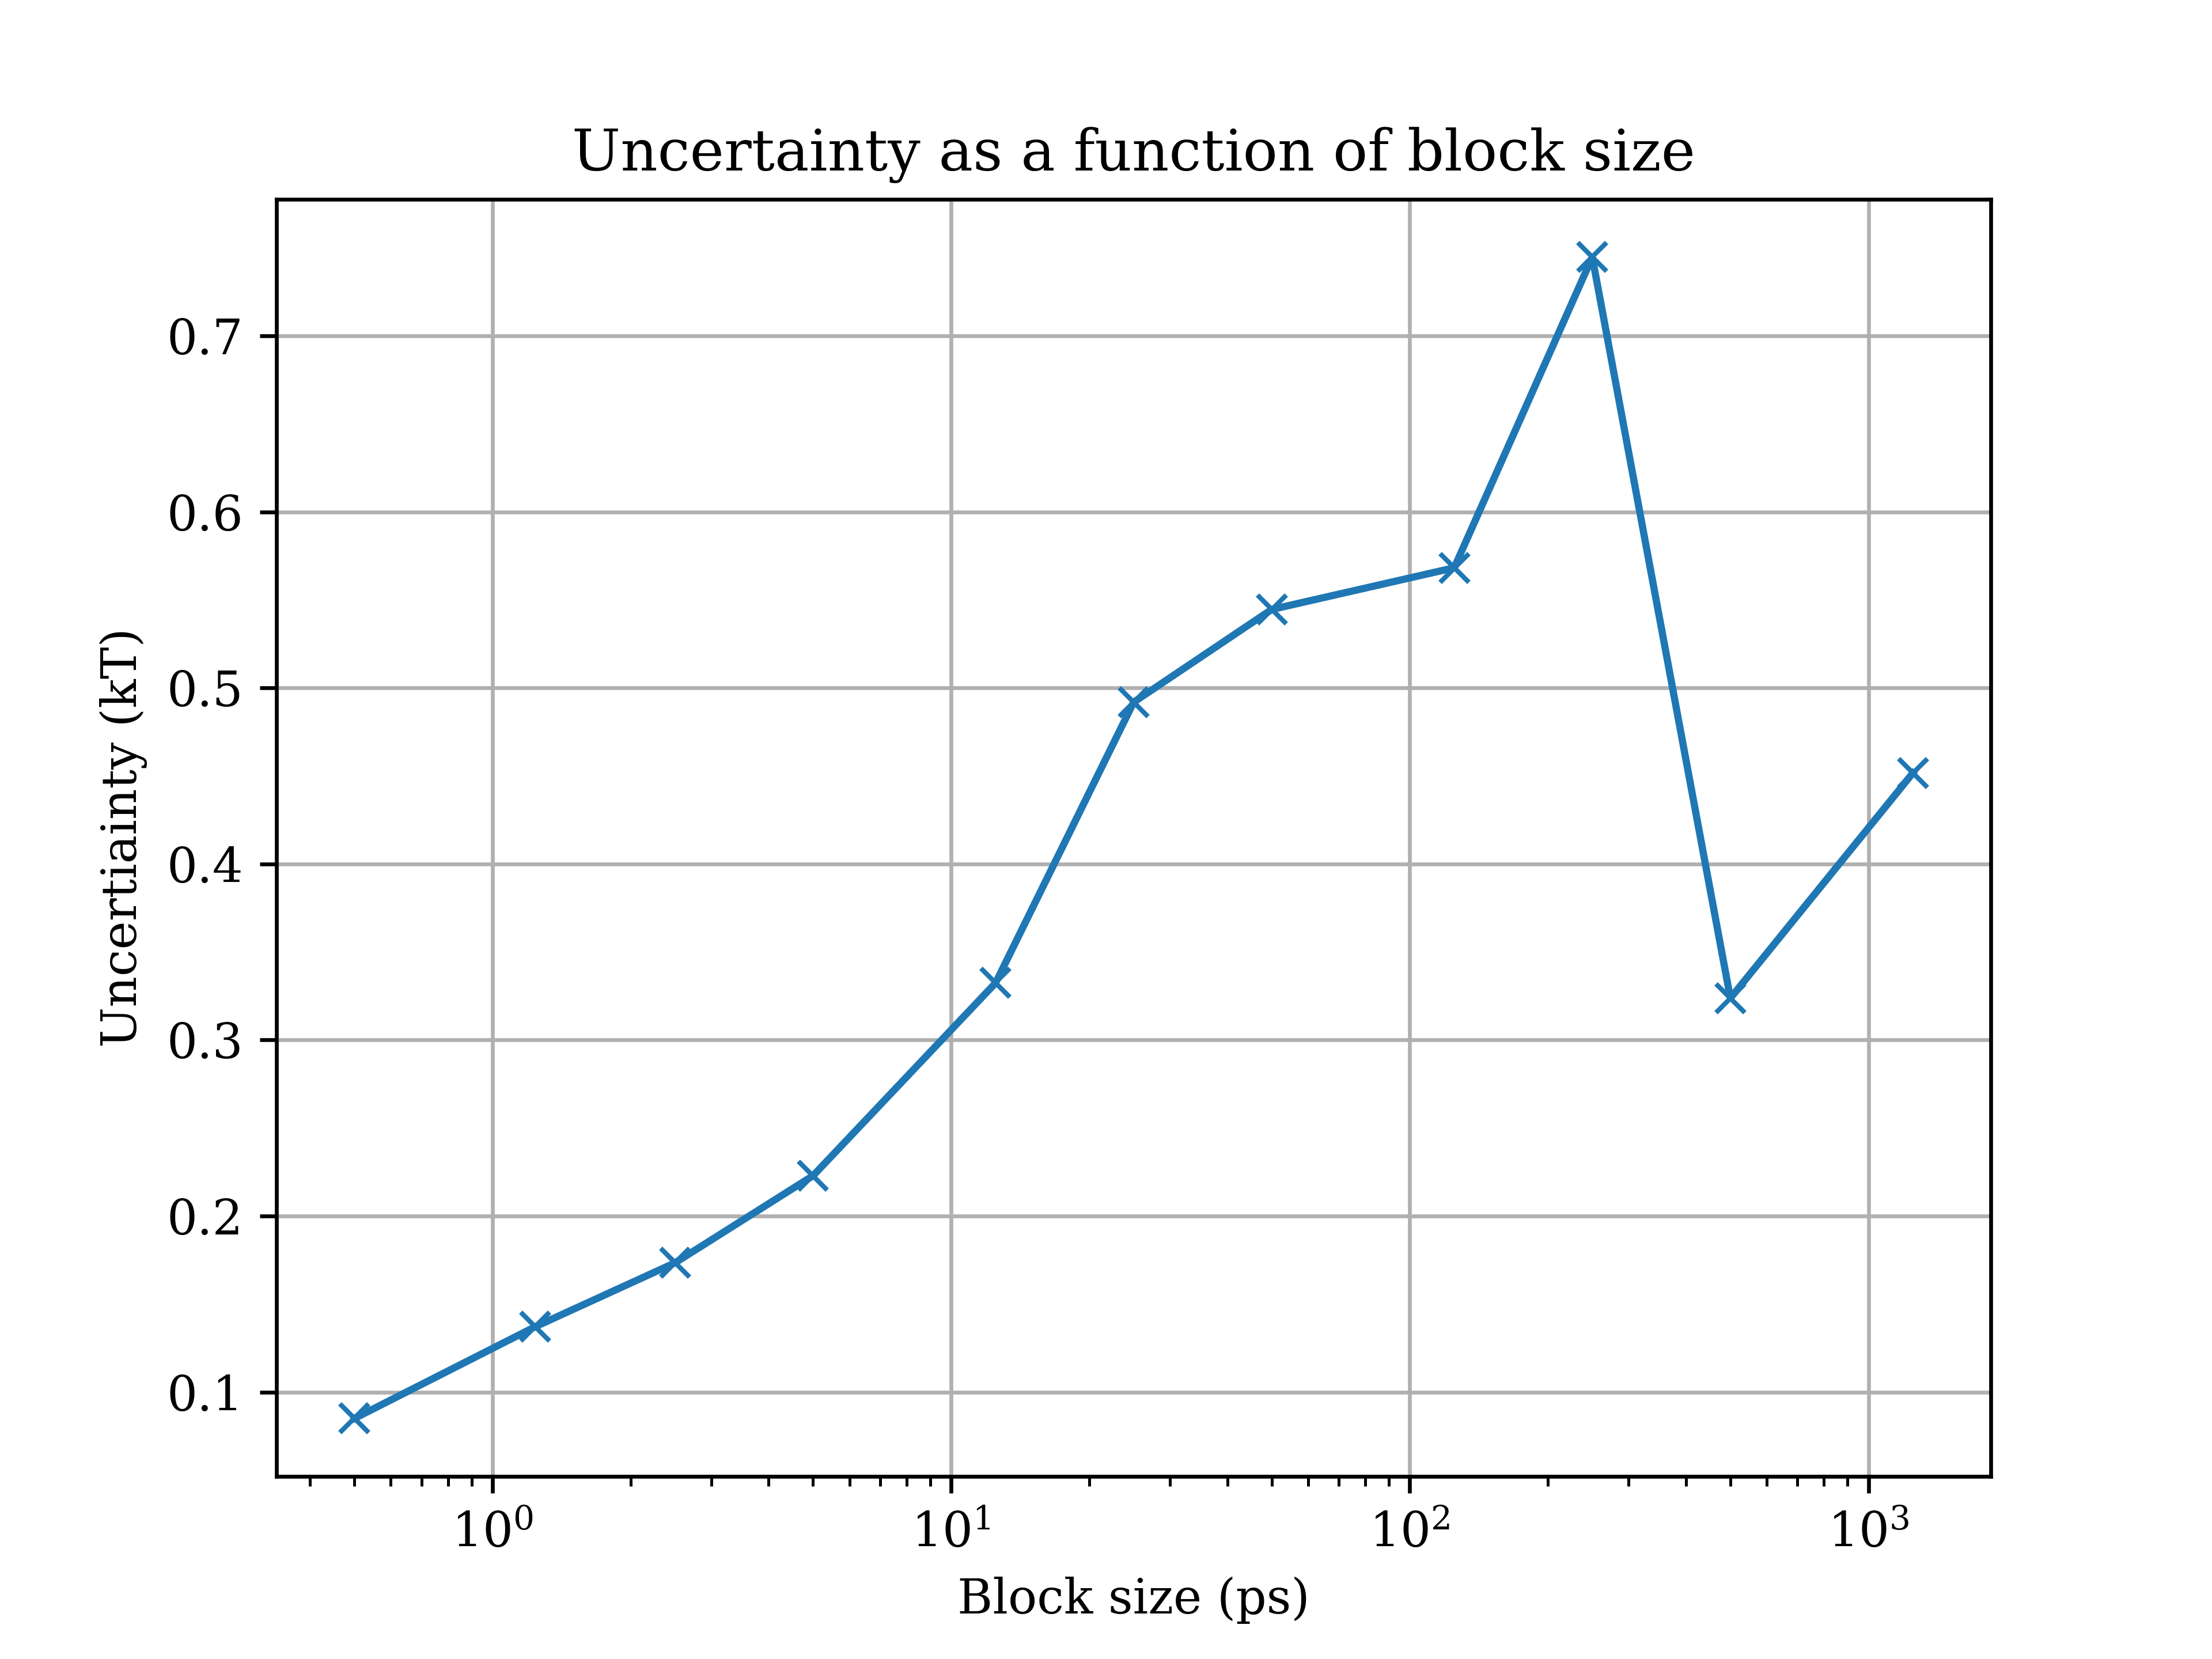 Uncertainty as a function of block size
Uncertiainty (kT)
0.7
0.6
0.5
0.4
0.3
0.2
0.1
10⁰ 10¹ 10² 10³
Block size (ps)